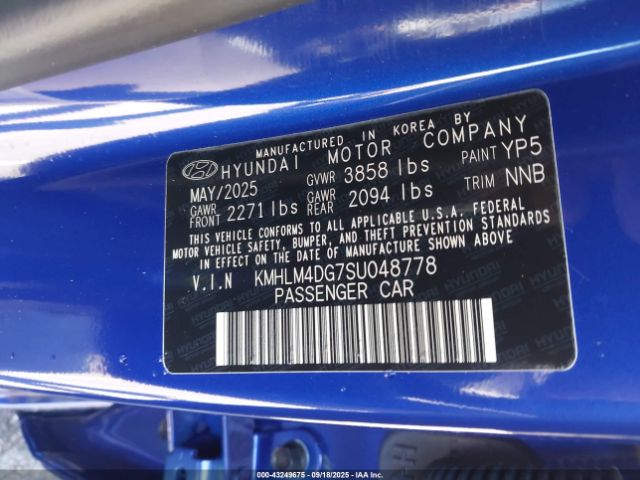 MANUFACTURED IN KOREA BY
HYUNDAI MOTOR COMPANY
MAY/2025 GVWR 3858 lbs PAINT YP5
GAWR FRONT 2271 lbs GAWR REAR 2094 lbs TRIM NNB
THIS VEHICLE CONFORMS TO ALL APPLICABLE U.S.A. FEDERAL
MOTOR VEHICLE SAFETY, BUMPER, AND THEFT PREVENTION STANDARDS
IN EFFECT ON THE DATE OF MANUFACTURE SHOWN ABOVE.
V.I.N KMHLM4DG7SU048778
PASSENGER CAR
000-43249675 - 09/18/2025 - IAA Inc.